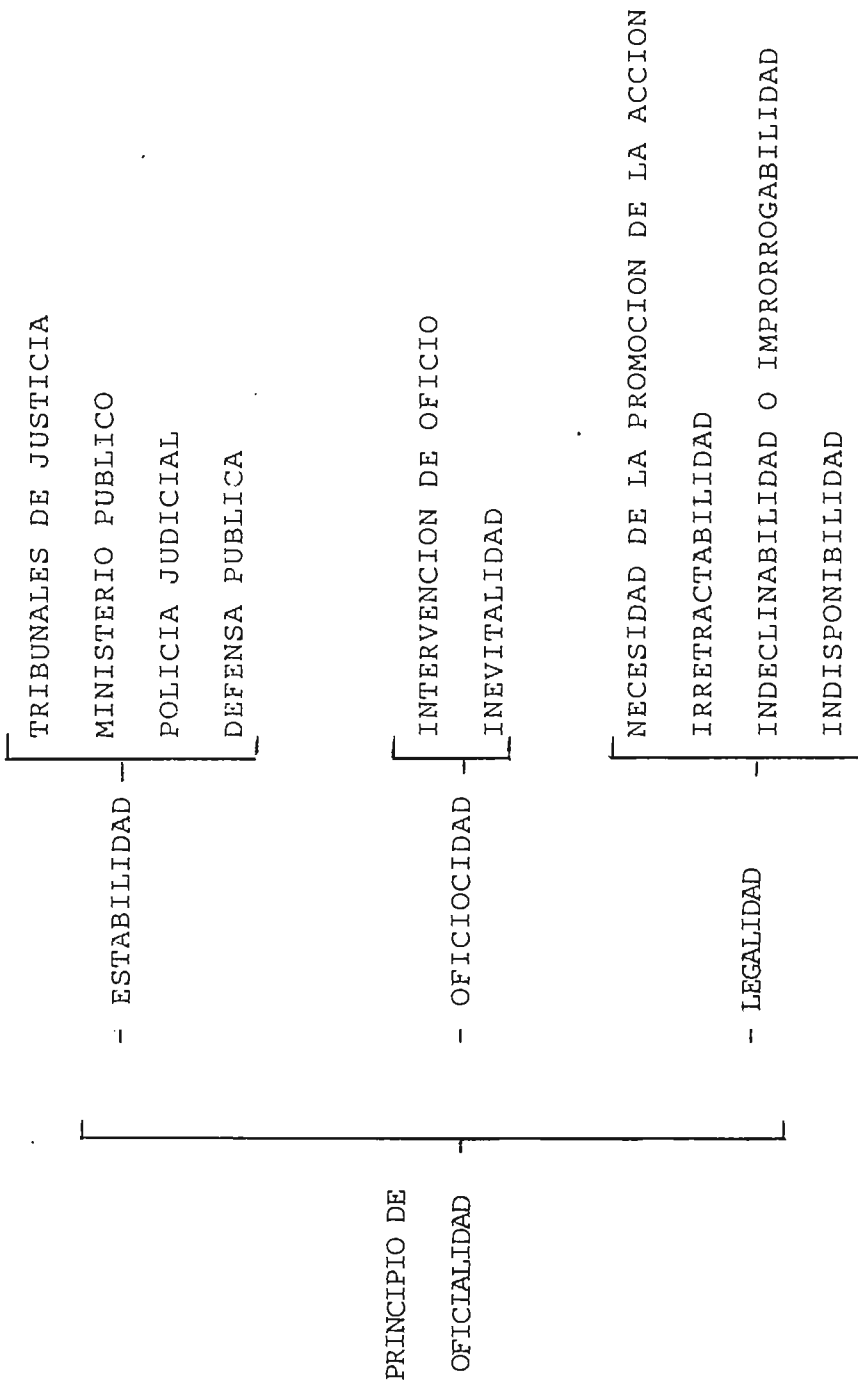 PRINCIPIO DE
OFICIALIDAD
- ESTABILIDAD
TRIBUNALES DE JUSTICIA
MINISTERIO PUBLICO
POLICIA JUDICIAL
DEFENSA PUBLICA
- OFICIOCIDAD
INTERVENCION DE OFICIO
INEVITALIDAD
- LEGALIDAD
NECESIDAD DE LA PROMOCION DE LA ACCION
IRRETRACTABILIDAD
INDECLINABILIDAD O IMPRORROGABILIDAD
INDISPONIBILIDAD